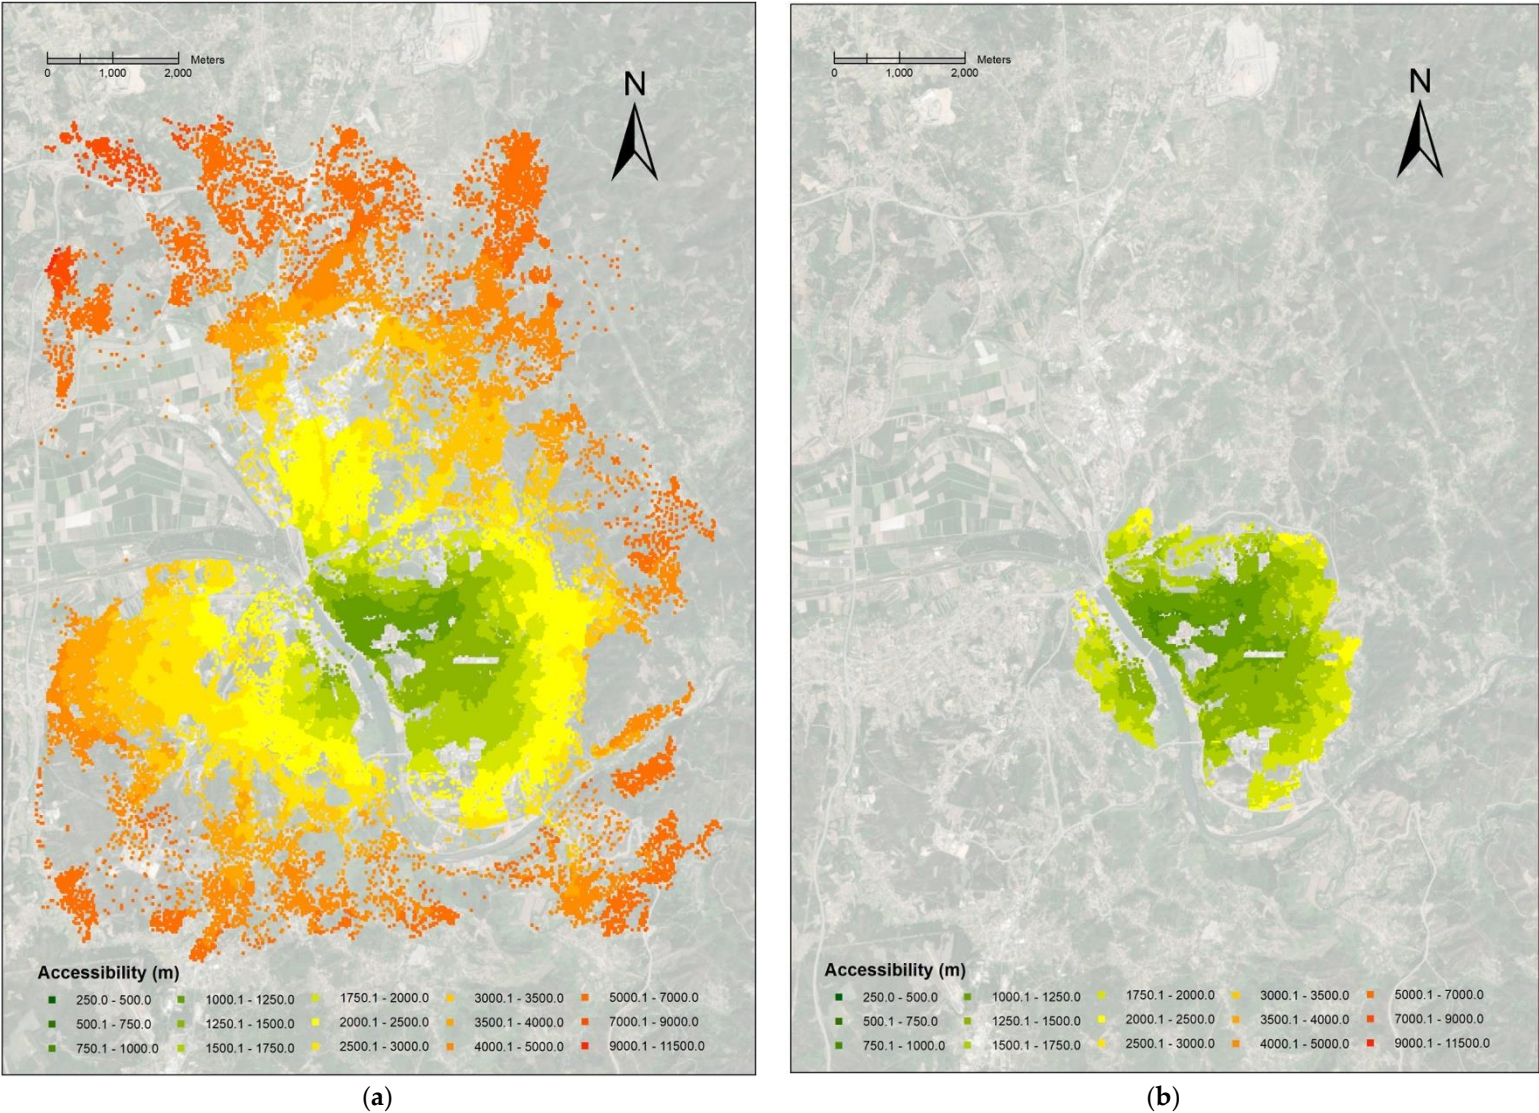 Meters
0 1,000 2,000
N
Accessibility (m)
250.0 - 500.0 1000.1 - 1250.0 1750.1 - 2000.0 3000.1 - 3500.0 5000.1 - 7000.0
500.1 - 750.0 1250.1 - 1500.0 2000.1 - 2500.0 3500.1 - 4000.0 7000.1 - 9000.0
750.1 - 1000.0 1500.1 - 1750.0 2500.1 - 3000.0 4000.1 - 5000.0 9000.1 - 11500.0
(a)
Meters
0 1,000 2,000
N
Accessibility (m)
250.0 - 500.0 1000.1 - 1250.0 1750.1 - 2000.0 3000.1 - 3500.0 5000.1 - 7000.0
500.1 - 750.0 1250.1 - 1500.0 2000.1 - 2500.0 3500.1 - 4000.0 7000.1 - 9000.0
750.1 - 1000.0 1500.1 - 1750.0 2500.1 - 3000.0 4000.1 - 5000.0 9000.1 - 11500.0
(b)